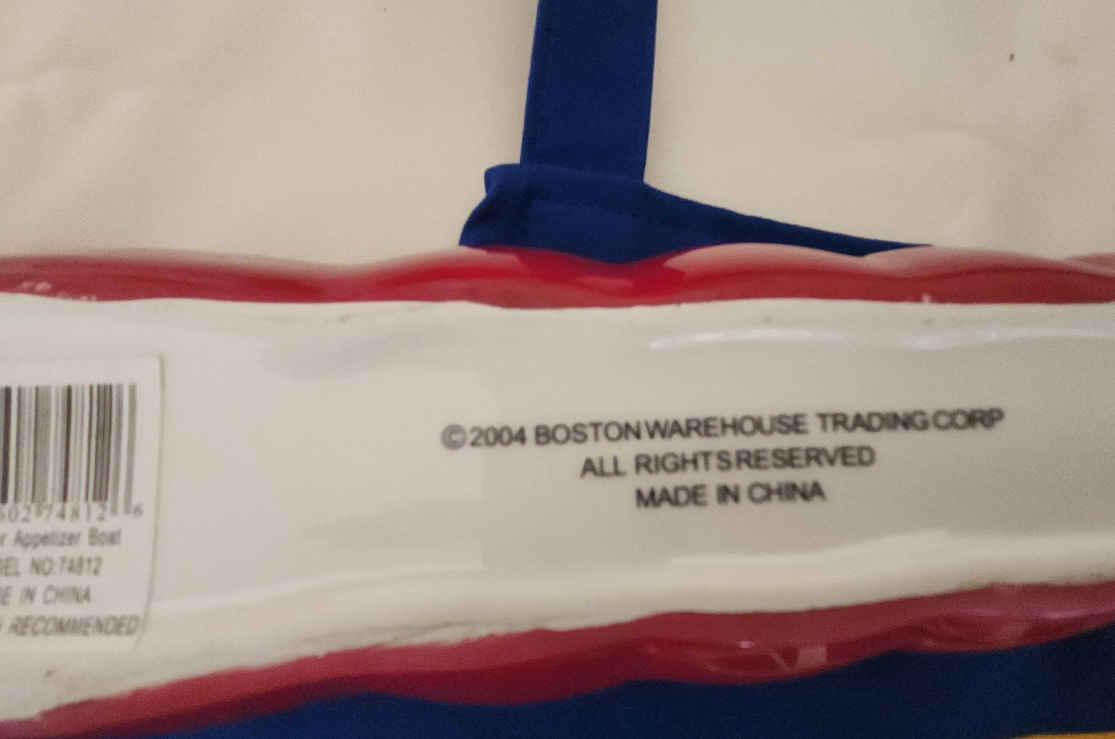 ©2004 BOSTON WAREHOUSE TRADING CORP
ALL RIGHTS RESERVED
MADE IN CHINA
Appetizer Boat
NO:74812
IN CHINA
RECOMMENDED